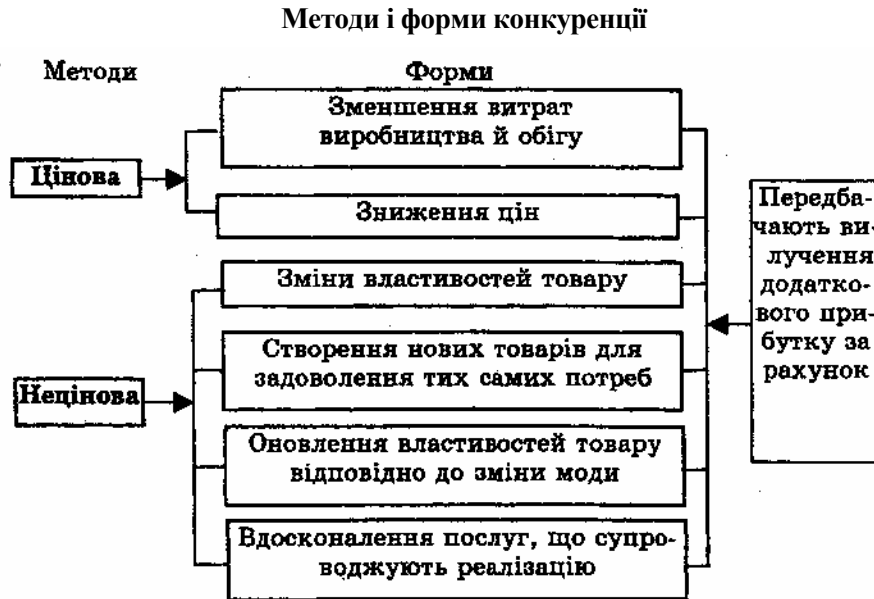 Методи і форми конкуренції
Методи
Форми
Зменшення витрат
виробництва й обігу
Цінова
Зниження цін
Зміни властивостей товару
Створення нових товарів для
задоволення тих самих потреб
Нецінова
Оновлення властивостей товару
відповідно до зміни моди
Вдосконалення послуг, що супро-
воджують реалізацію
Передба-
чають ви-
лучення
додатко-
вого при-
бутку за
рахунок